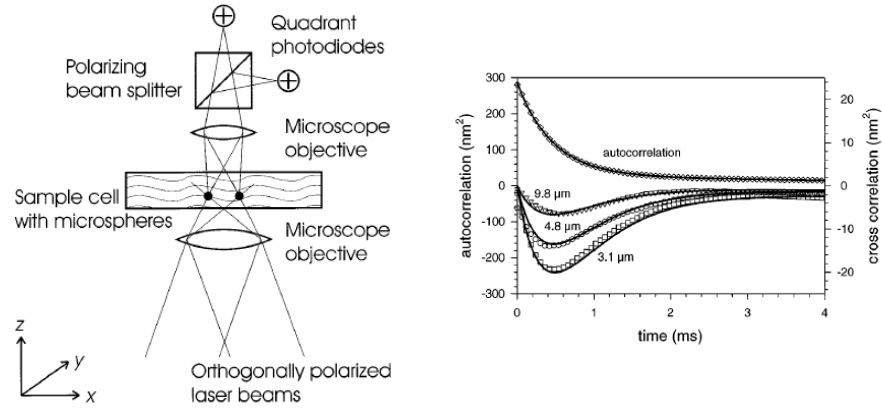 Quadrant
photodiodes
Polarizing
beam splitter
Microscope
objective
Sample cell
with microspheres
Microscope
objective
Orthogonally polarized
laser beams
z
y
x
300
200
100
0
-100
-200
-300
autocorrelation (nm²)
autocorrelation
9.8 µm
4.8 µm
3.1 µm
20
10
0
-10
-20
cross correlation (nm²)
0
1
2
3
4
time (ms)